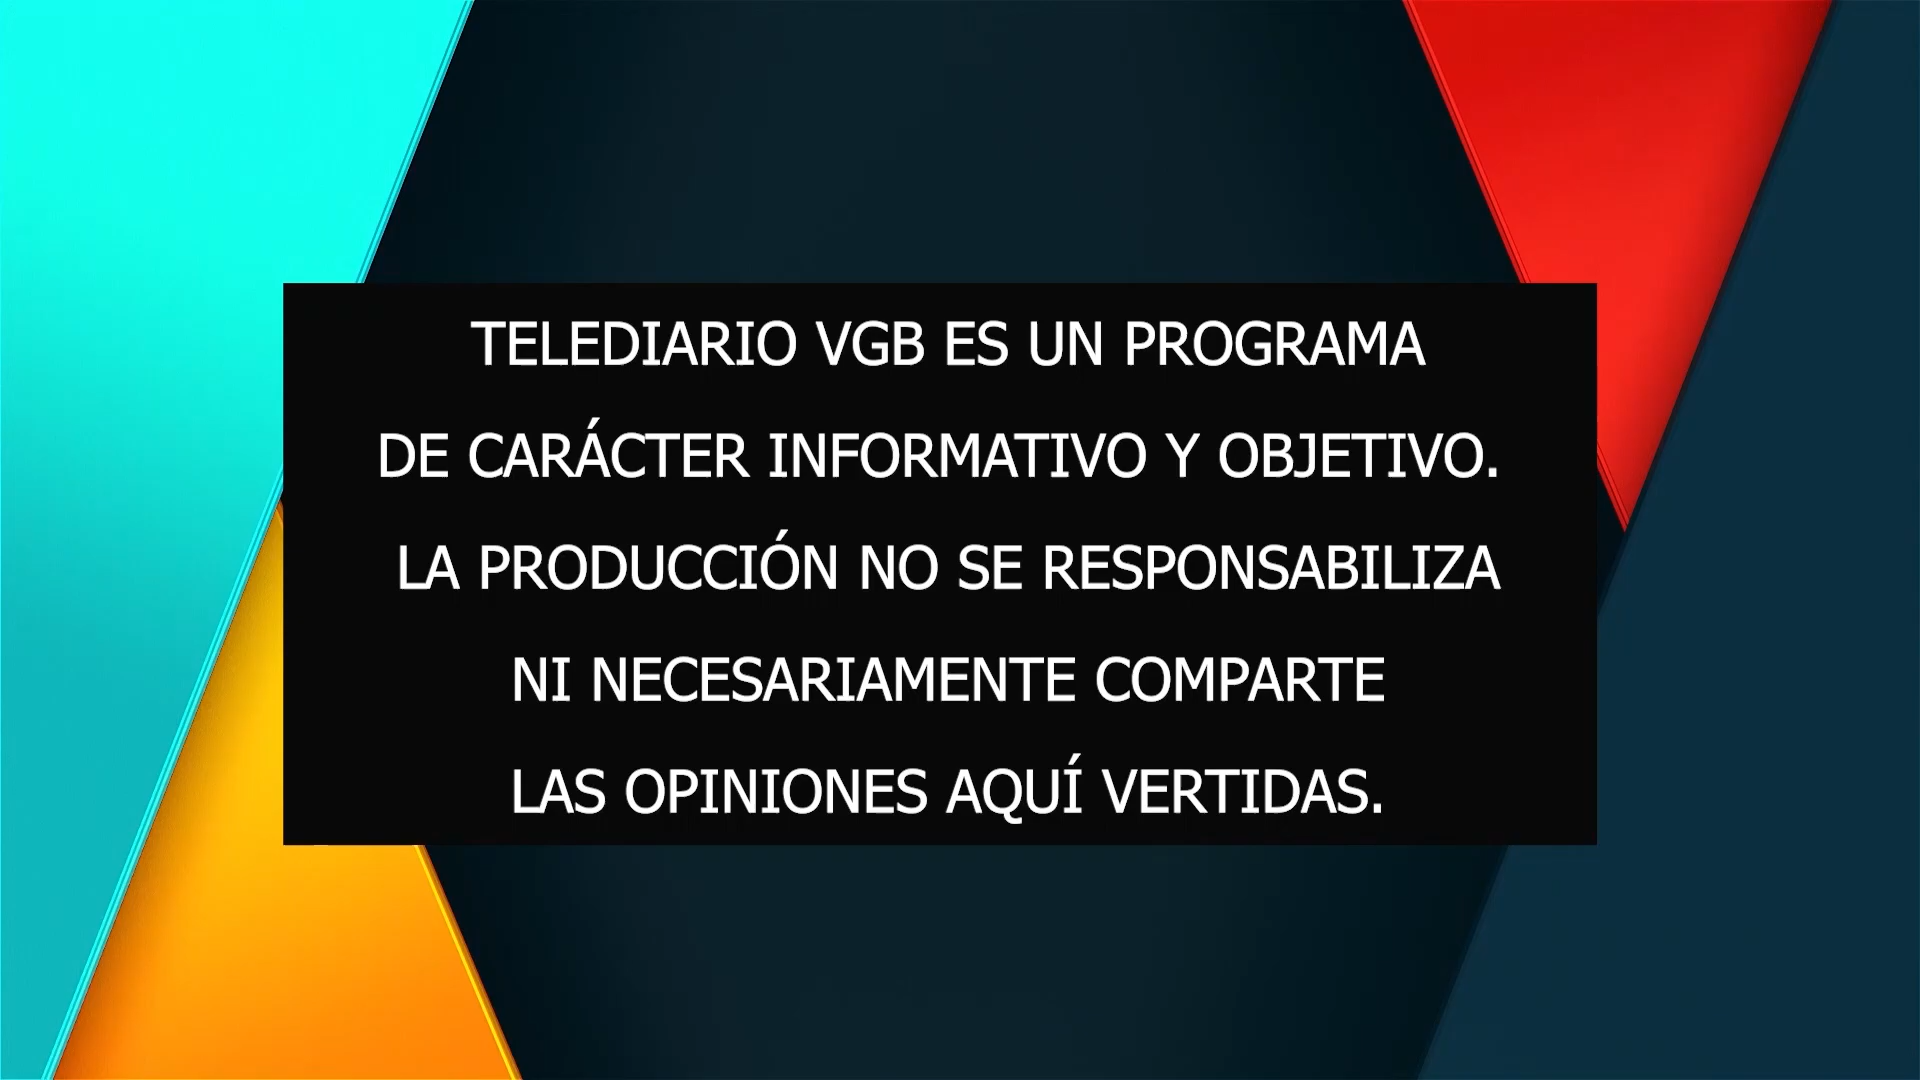 TELEDIARIO VGB ES UN PROGRAMA
DE CARÁCTER INFORMATIVO Y OBJETIVO.
LA PRODUCCIÓN NO SE RESPONSABILIZA
NI NECESARIAMENTE COMPARTE
LAS OPINIONES AQUÍ VERTIDAS.